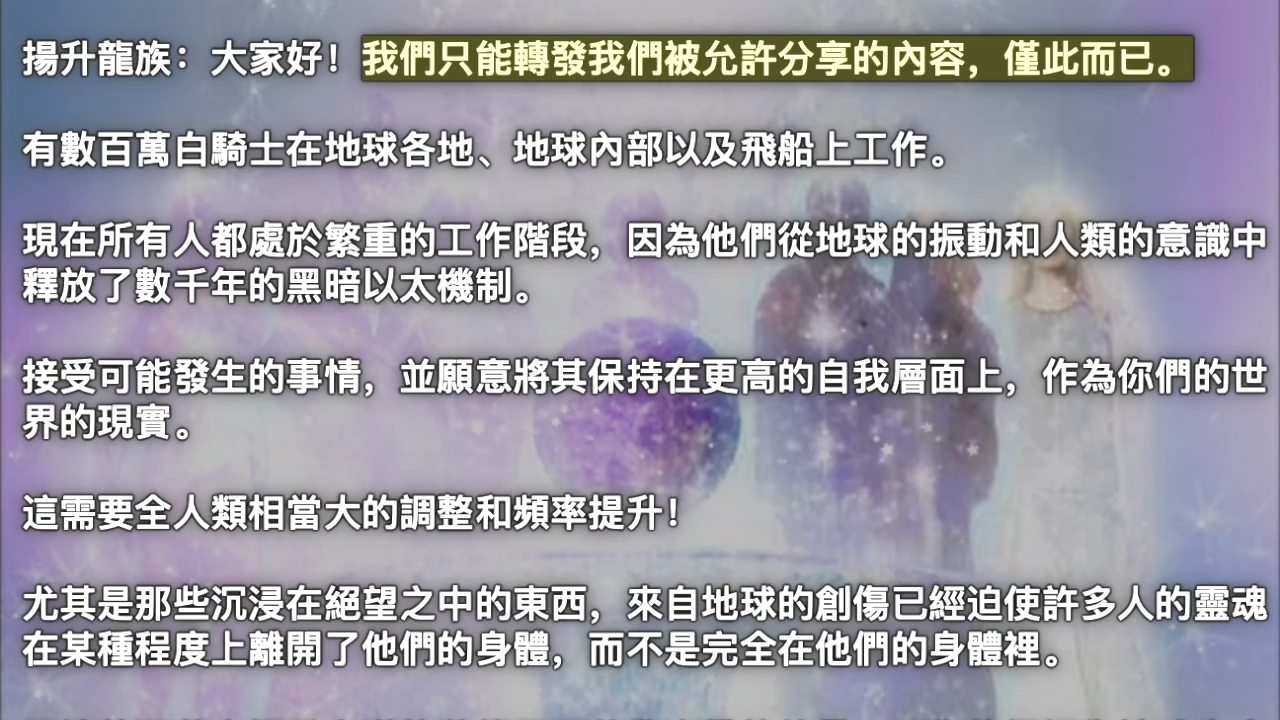 揚升龍族：大家好！我們只能轉發我們被允許分享的內容，僅此而已。
有數百萬白騎士在地球各地、地球內部以及飛船上工作。
現在所有人都處於繁重的工作階段，因為他們從地球的振動和人類的意識中
釋放了數千年的黑暗以太機制。
接受可能發生的事情，並願意將其保持在更高的自我層面上，作為你們的世
界的現實。
這需要全人類相當大的調整和頻率提升！
尤其是那些沉浸在絕望之中的東西，來自地球的創傷已經迫使許多人的靈魂
在某種程度上離開了他們的身體，而不是完全在他們的身體裡。